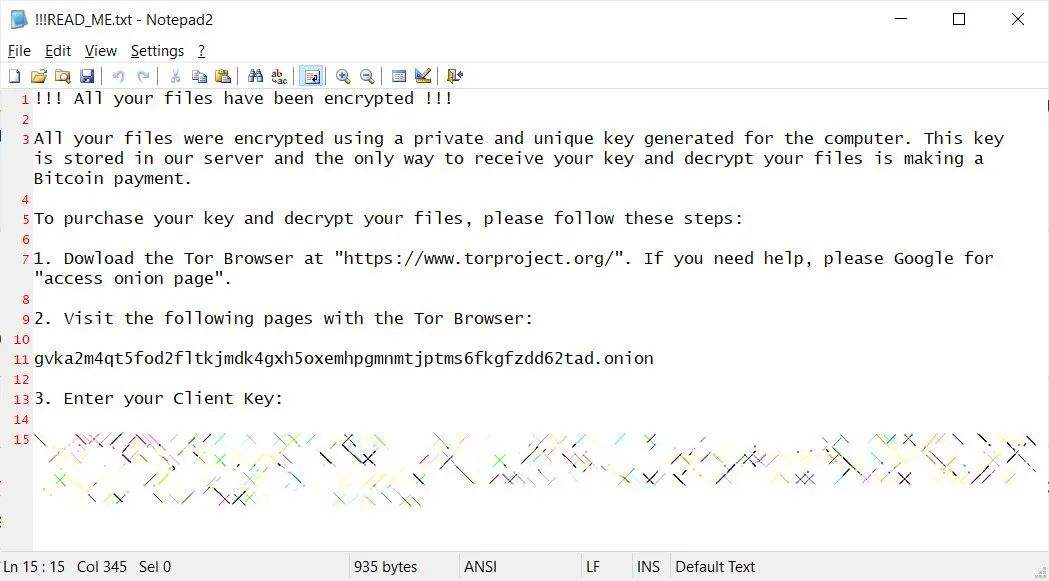 !!!READ_ME.txt - Notepad2
File Edit View Settings ?
1 !!! All your files have been encrypted !!!
2
3 All your files were encrypted using a private and unique key generated for the computer. This key
is stored in our server and the only way to receive your key and decrypt your files is making a
Bitcoin payment.
4
5 To purchase your key and decrypt your files, please follow these steps:
6
7 1. Dowload the Tor Browser at "https://www.torproject.org/". If you need help, please Google for
"access onion page".
8
9 2. Visit the following pages with the Tor Browser:
10
11 gvka2m4qt5fod2fltkjmdk4gxh5oxemhpgmnmtjptms6fkgfzdd62tad.onion
12
13 3. Enter your Client Key:
14
15
Ln 15 : 15 Col 345 Sel 0 935 bytes ANSI LF INS Default Text